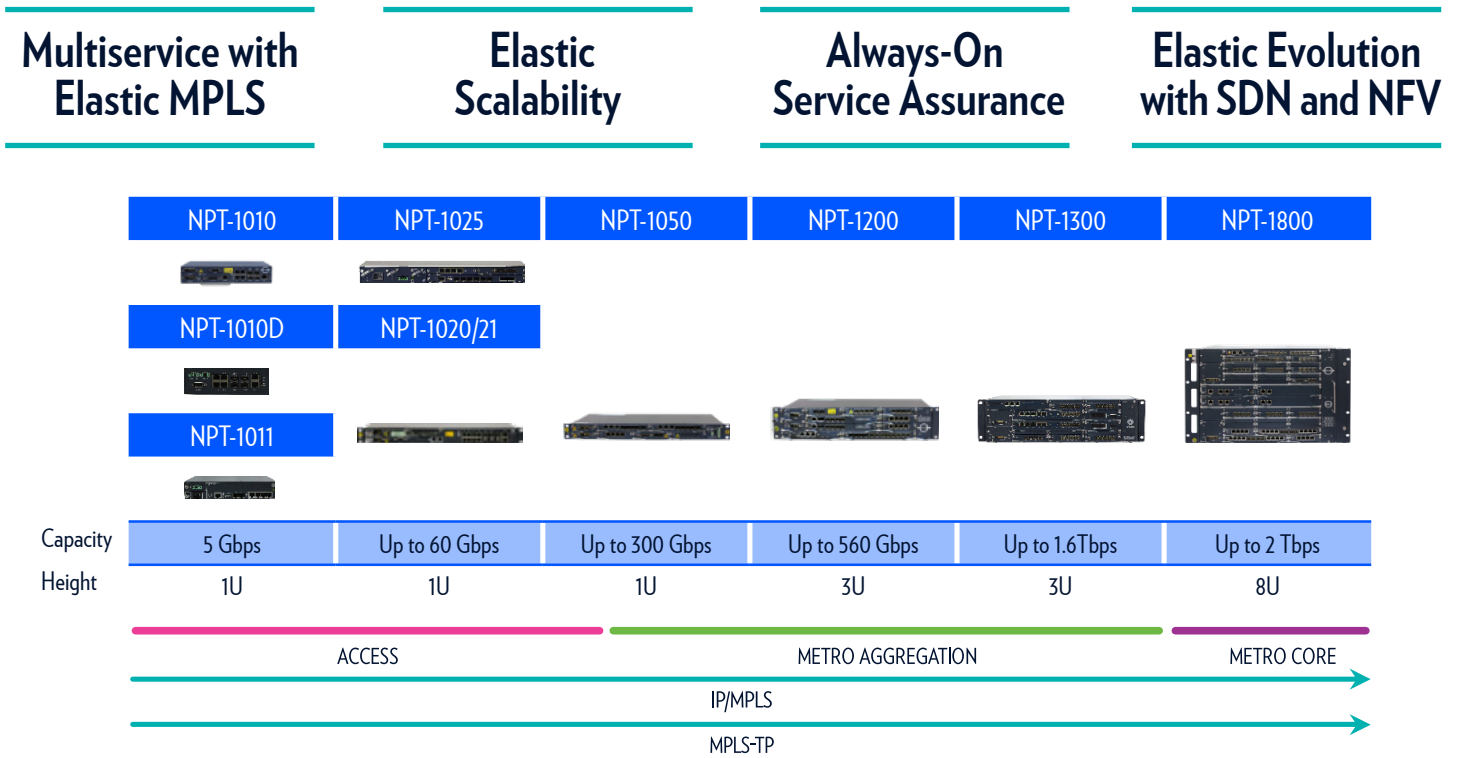 Multiservice with
Elastic MPLS
Elastic
Scalability
Always-On
Service Assurance
Elastic Evolution
with SDN and NFV
NPT-1010 NPT-1025 NPT-1050 NPT-1200 NPT-1300 NPT-1800
NPT-1010D NPT-1020/21
NPT-1011
Capacity 5 Gbps Up to 60 Gbps Up to 300 Gbps Up to 560 Gbps Up to 1.6Tbps Up to 2 Tbps
Height 1U 1U 1U 3U 3U 8U
ACCESS METRO AGGREGATION METRO CORE
IP/MPLS
MPLS-TP